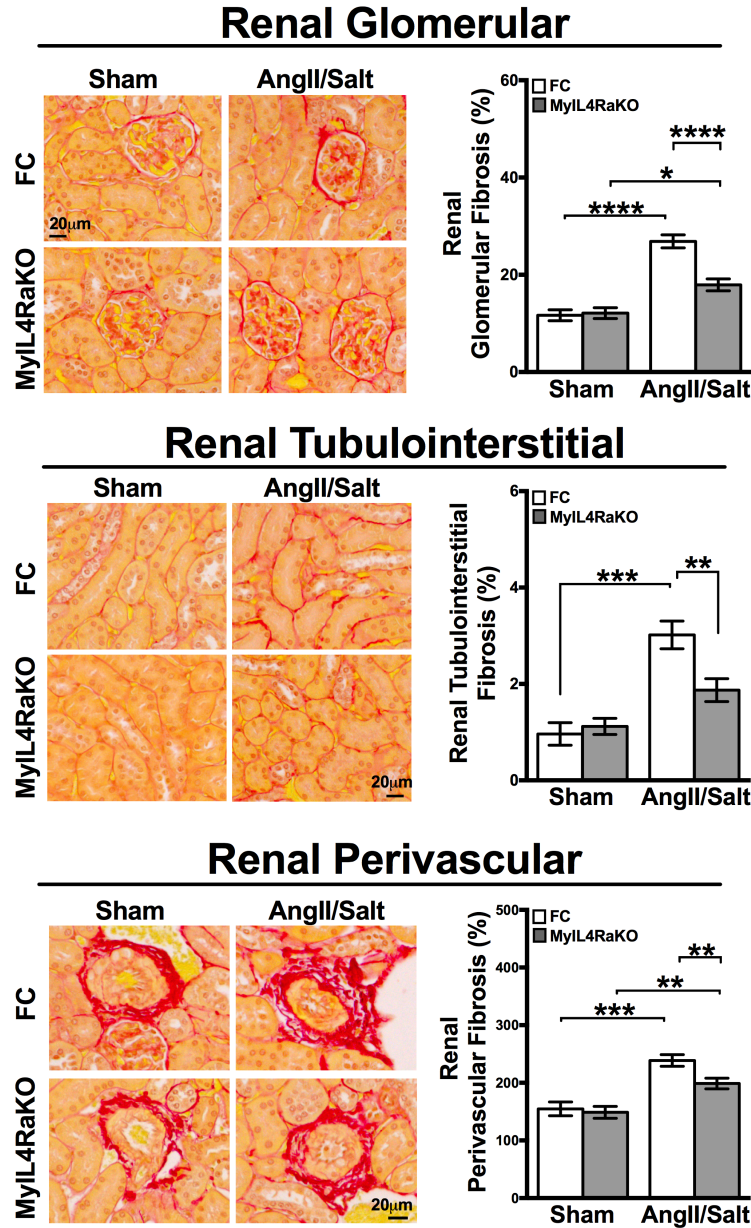 Renal Glomerular
Sham
AngII/Salt
FC
MyIL4RaKO
20μm
Renal
Glomerular Fibrosis (%)
60
40
20
0
FC
MyIL4RaKO
****
*
****
Sham
AngII/Salt
Renal Tubulointerstitial
Sham
AngII/Salt
FC
MyIL4RaKO
20μm
Renal Tubulointerstitial
Fibrosis (%)
6
4
2
0
FC
MyIL4RaKO
***
**
Sham
AngII/Salt
Renal Perivascular
Sham
AngII/Salt
FC
MyIL4RaKO
20μm
Renal
Perivascular Fibrosis (%)
500
400
300
200
100
0
FC
MyIL4RaKO
**
**
***
Sham
AngII/Salt